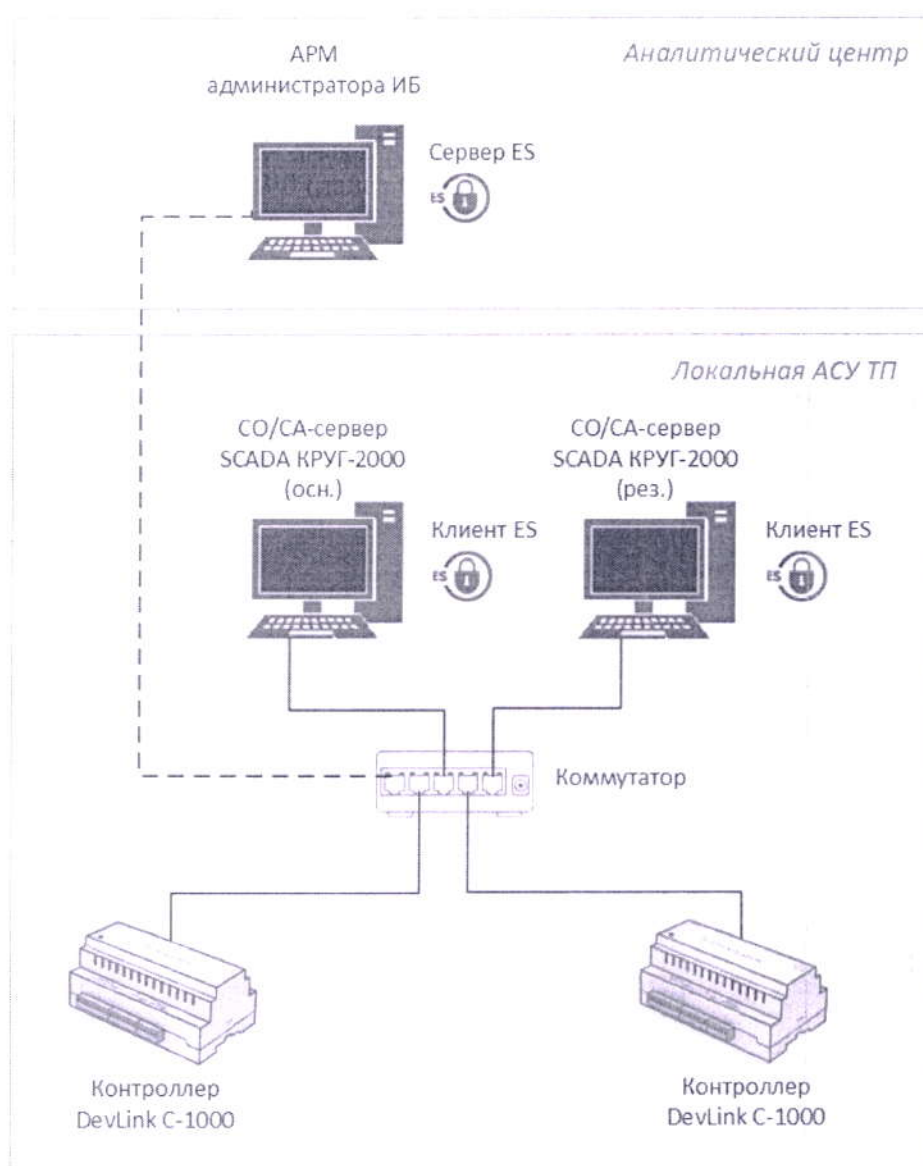 АРМ
администратора ИБ
Аналитический центр
Сервер ES
ES
Локальная АСУ ТП
СО/СА-сервер
SCADA КРУГ-2000
(осн.)
СО/СА-сервер
SCADA КРУГ-2000
(рез.)
Клиент ES
ES
Клиент ES
ES
Коммутатор
Контроллер
DevLink C-1000
Контроллер
DevLink C-1000